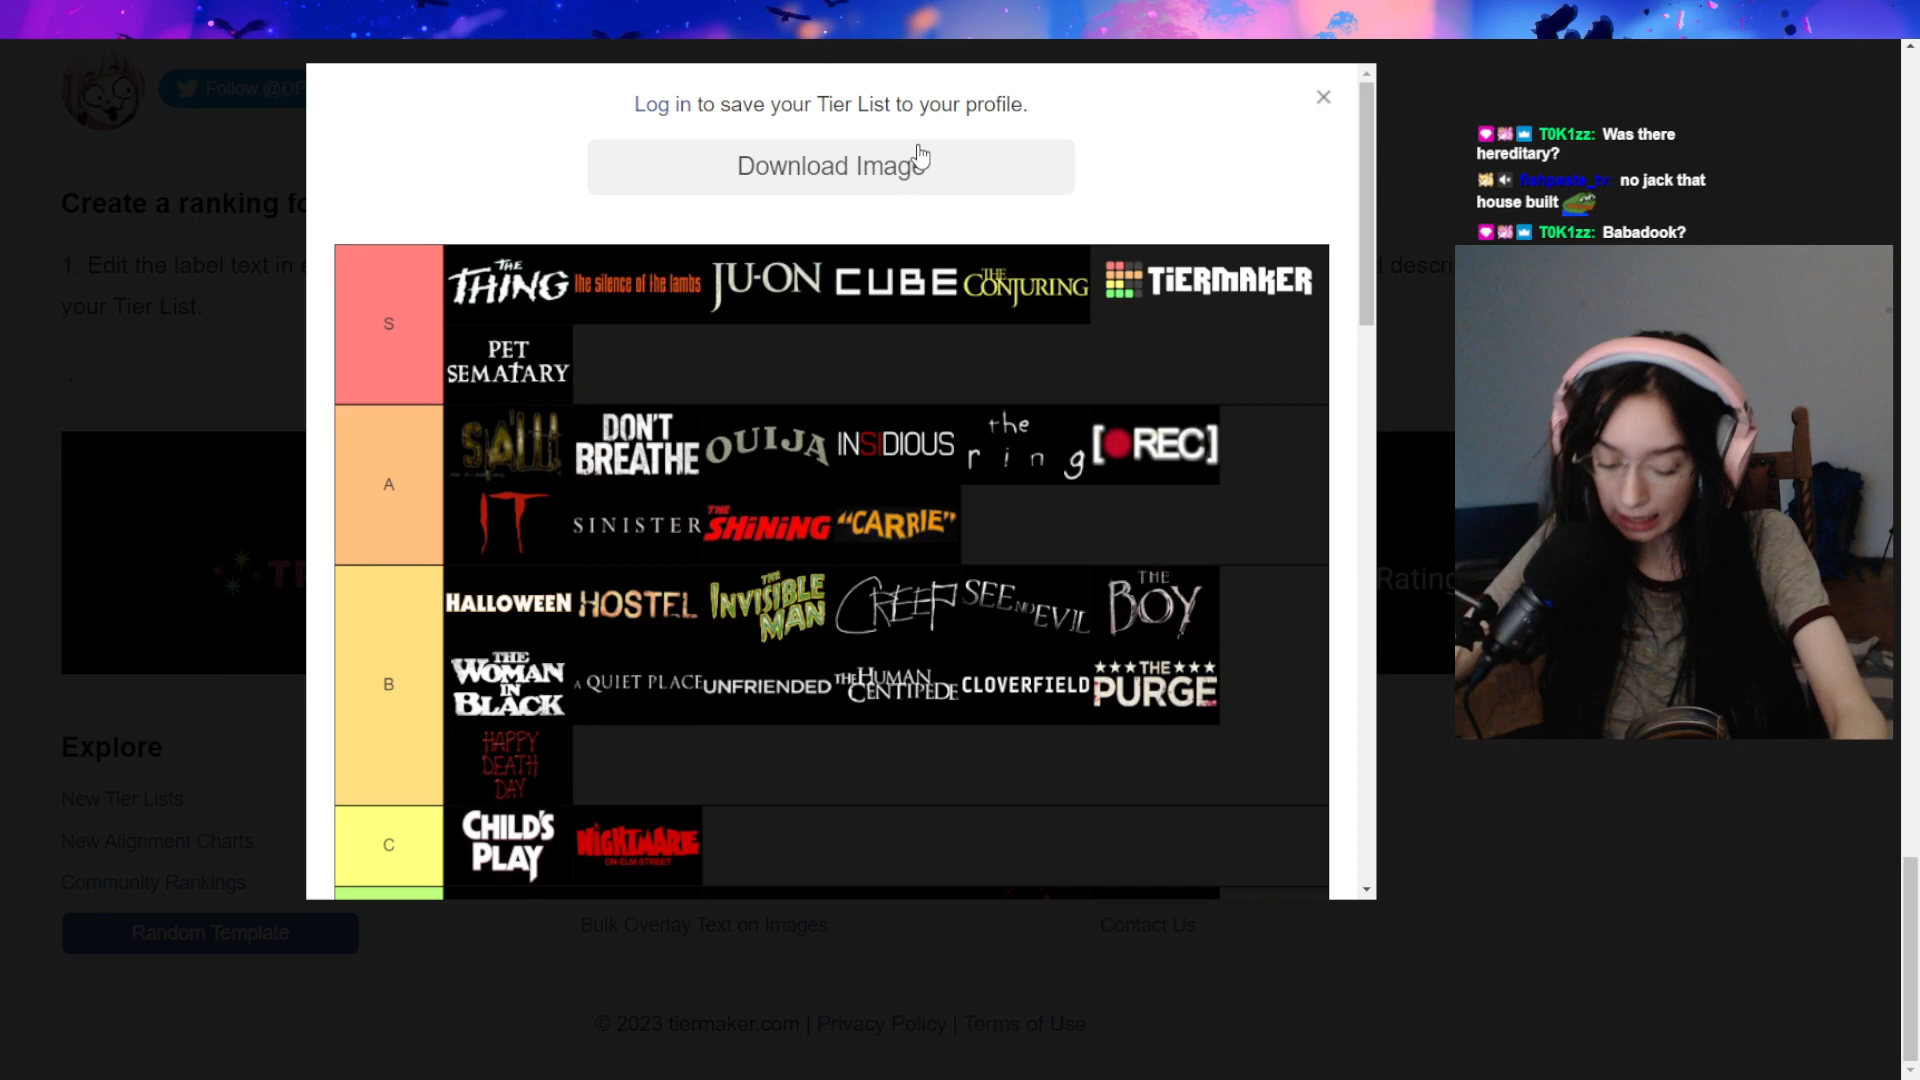 Follow @DP
Log in to save your Tier List to your profile.
Download Image
Create a ranking fo
1. Edit the label text in e
d descri
your Tier List.
T0K1zz: Was there
hereditary?
fishpaste_tv: no jack that
house built
T0K1zz: Babadook?
S
THE THING
the silence of the lambs
JU-ON
CUBE
THE CONJURING
TiERMAKER
PET SEMATARY
A
SAW
DON'T BREATHE
OUIJA
INSIDIOUS
the ring
[REC]
IT
SINISTER
THE SHiNiNG
"CARRIE"
B
HALLOWEEN
HOSTEL
THE INVISIBLE MAN
CREEP
SEE NO EVIL
THE BOY
THE WOMAN IN BLACK
A QUIET PLACE
UNFRIENDED
THE HUMAN CENTIPEDE
CLOVERFIELD
THE PURGE
HAPPY DEATH DAY
C
CHILD'S PLAY
A NIGHTMARE ON ELM STREET
TR
Rating
Explore
New Tier Lists
New Alignment Charts
Community Rankings
Random Template
Bulk Overlay Text on Images
Contact Us
© 2023 tiermaker.com | Privacy Policy | Terms of Use